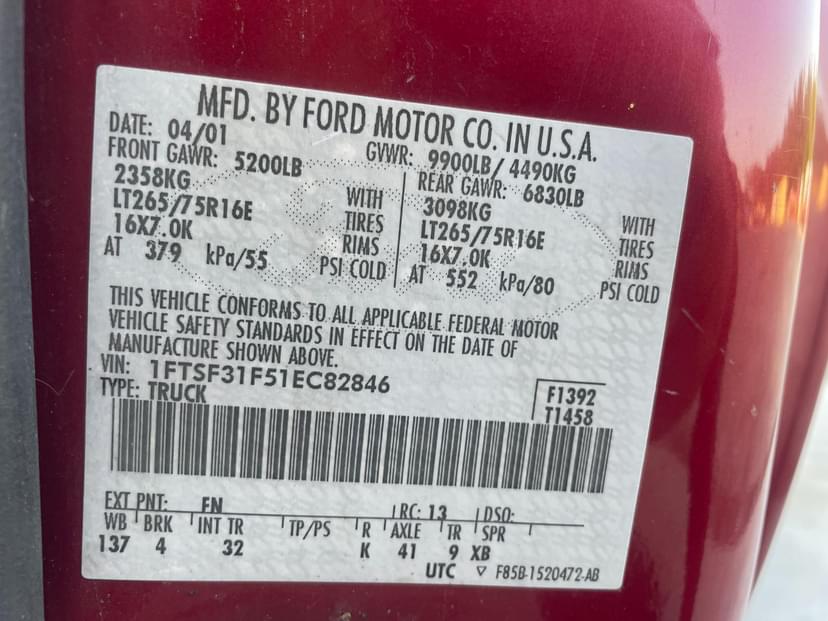 MFD. BY FORD MOTOR CO. IN U.S.A.
DATE: 04/01 GVWR: 9900LB/ 4490KG
FRONT GAWR: 5200LB REAR GAWR: 6830LB
2358KG WITH 3098KG WITH
LT265/75R16E TIRES LT265/75R16E TIRES
16X7.0K RIMS 16X7.0K RIMS
AT 379 kPa/55 PSI COLD AT 552 kPa/80 PSI COLD
THIS VEHICLE CONFORMS TO ALL APPLICABLE FEDERAL MOTOR
VEHICLE SAFETY STANDARDS IN EFFECT ON THE DATE OF
MANUFACTURE SHOWN ABOVE.
VIN: 1FTSF31F51EC82846
TYPE: TRUCK
F1392
T1458
EXT PNT: FN RC: 13 DSO:
WB BRK INT TR TP/PS R AXLE TR SPR
137 4 32 K 41 9 XB
UTC ▽ F85B-1520472-AB